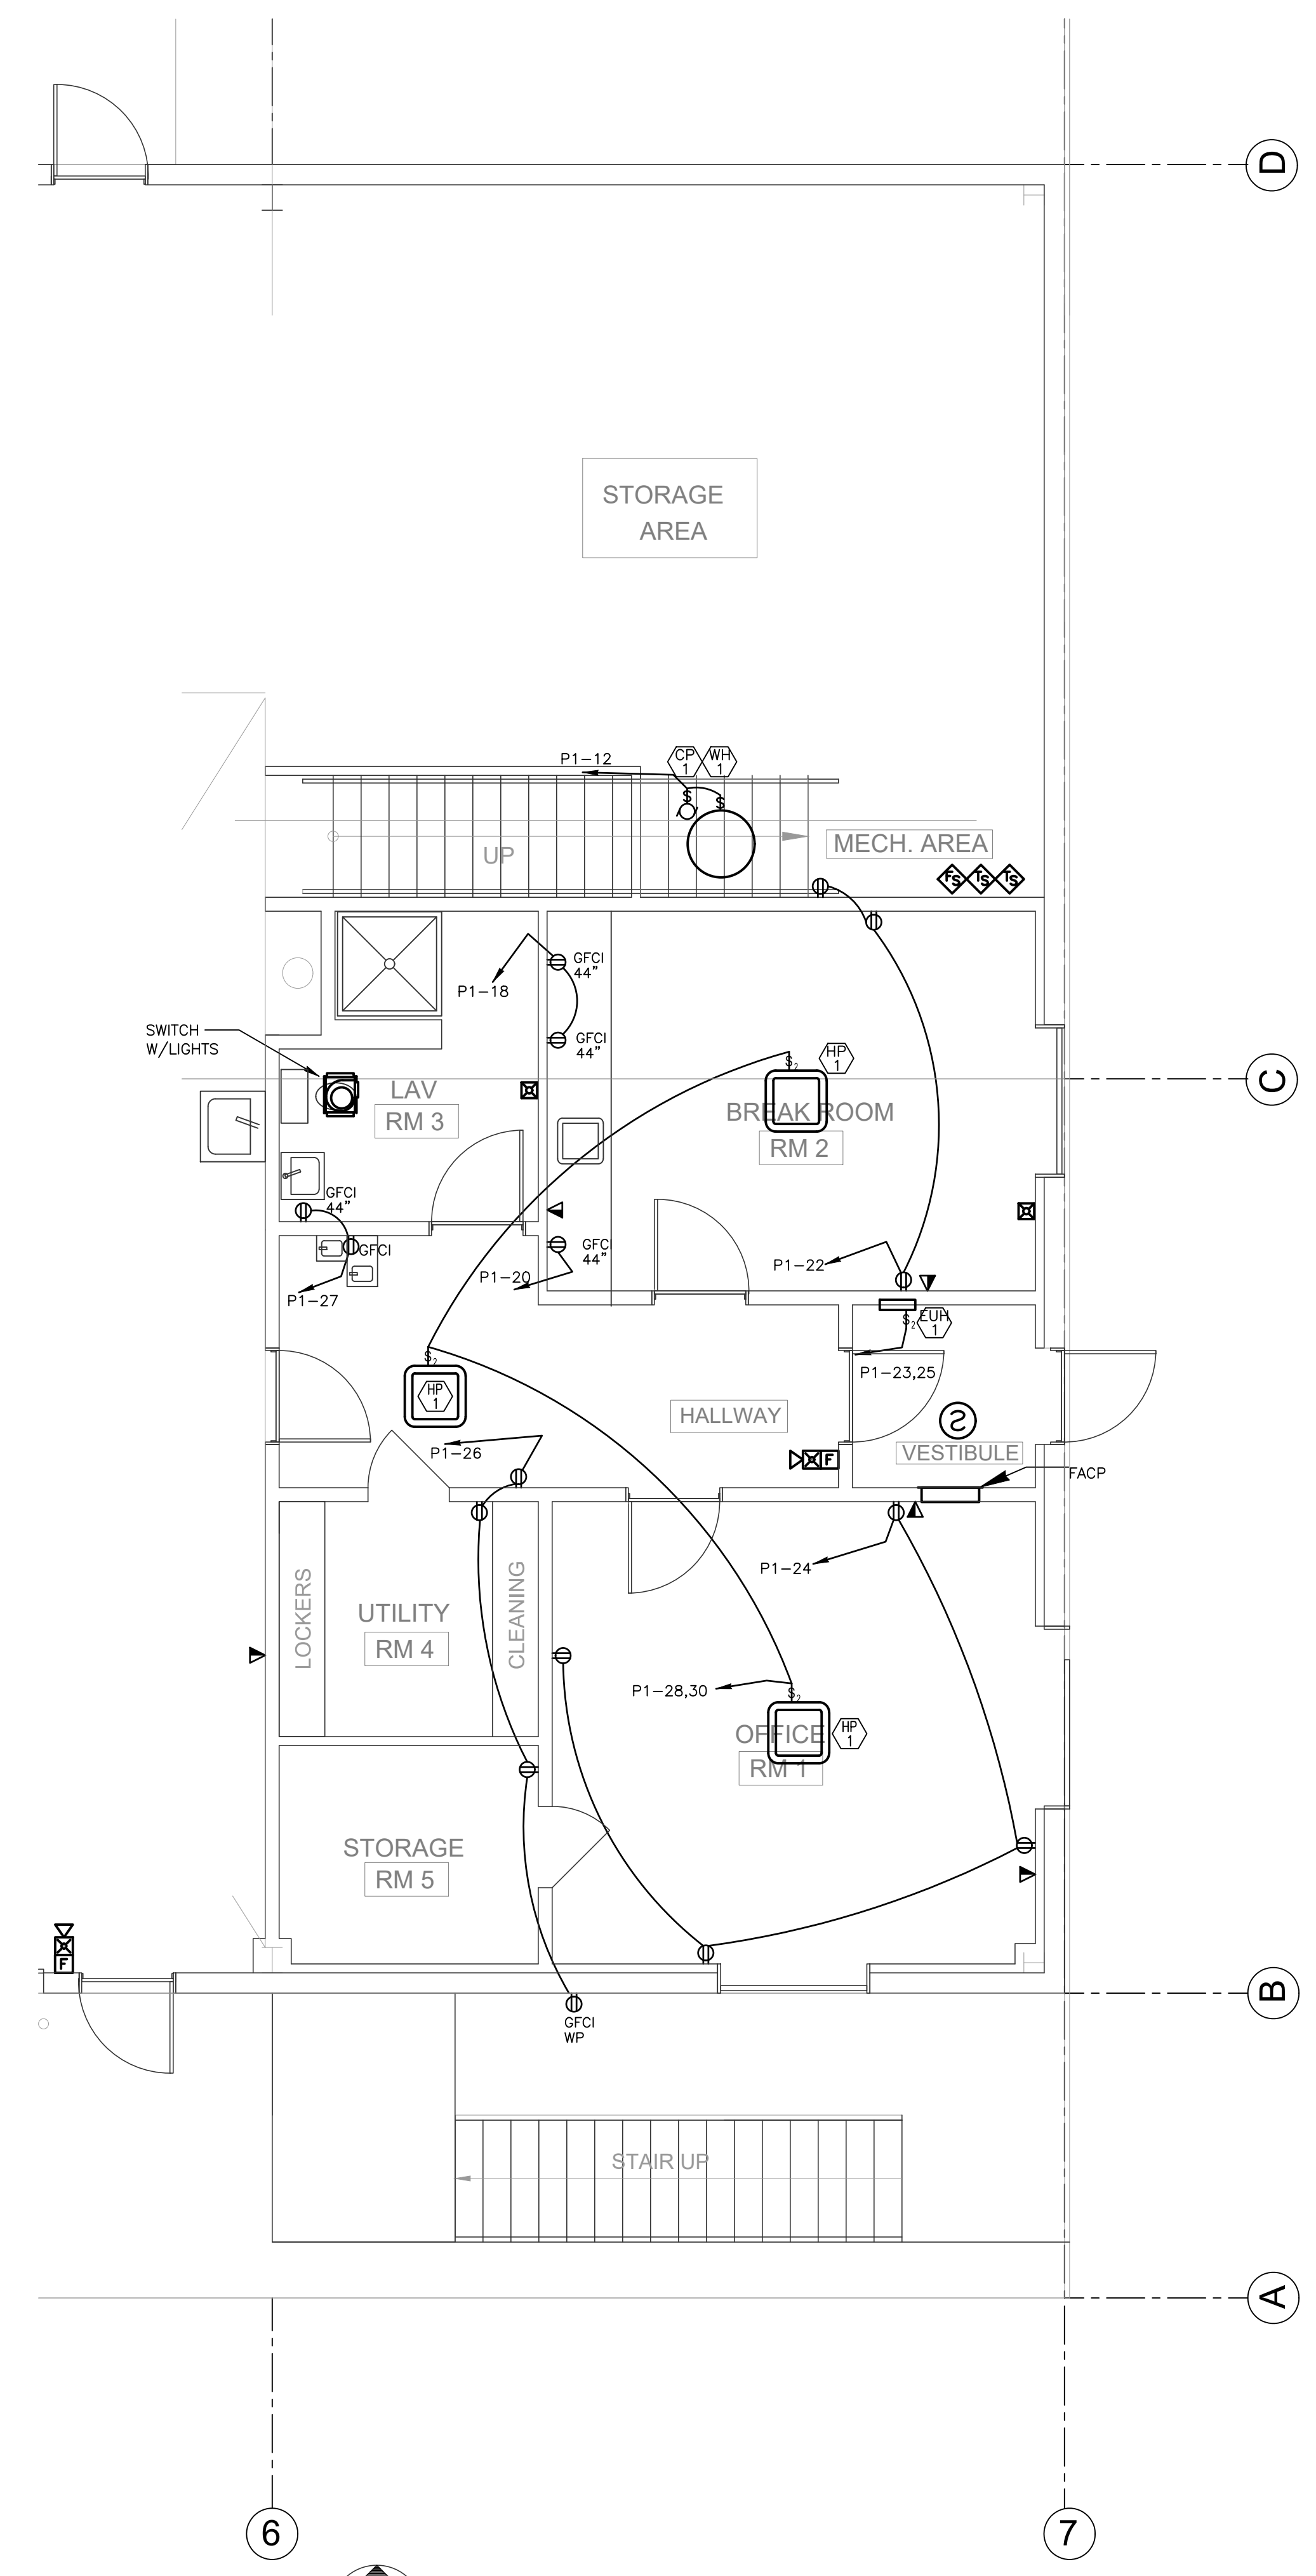 D
STORAGE
AREA
P1-12
CP
1
WH
1
$
$
UP
MECH. AREA
FS
TS
TS
GFCI
44"
P1-18
SWITCH
W/LIGHTS
GFCI
44"
HP
1
$2
C
LAV
RM 3
BREAK ROOM
RM 2
GFCI
44"
GFCI
GFC
44"
P1-22
P1-20
P1-27
EUH
1
$2
P1-23,25
$2
HP
1
HALLWAY
S
P1-26
F
VESTIBULE
FACP
P1-24
LOCKERS
CLEANING
UTILITY
RM 4
P1-28,30
$2
OFFICE
RM 1
HP
1
STORAGE
RM 5
F
B
GFCI
WP
STAIR UP
A
6
7